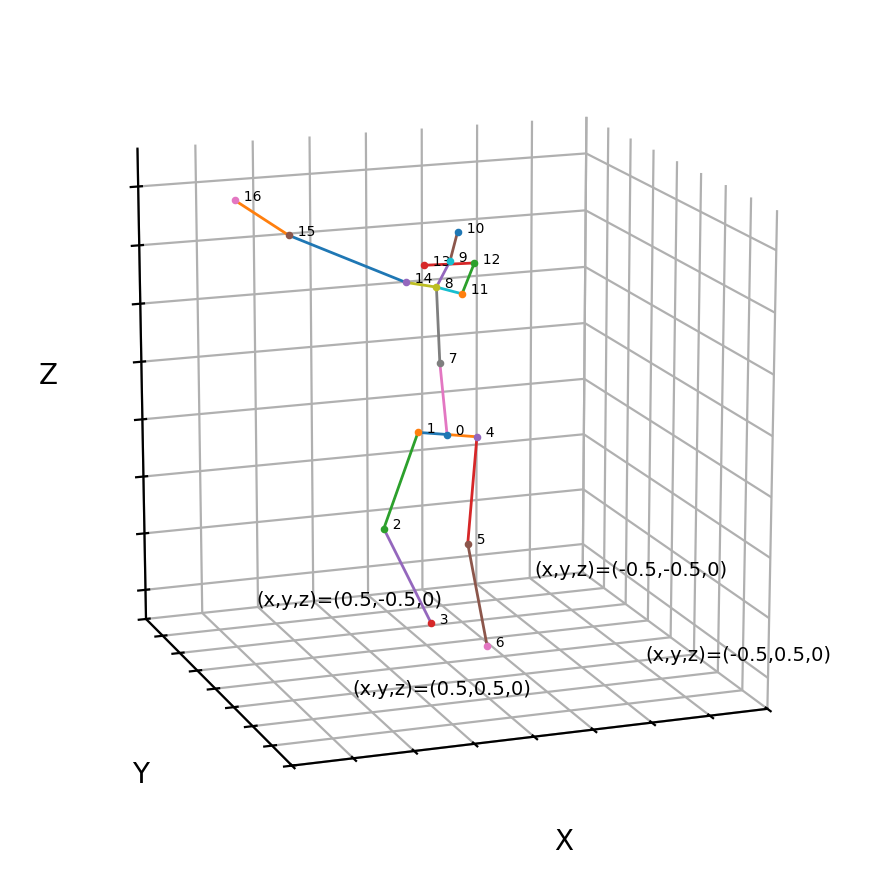 16
15
10
13
9
12
14
8
11
7
Z
1
0
4
2
5
(x,y,z)=(-0.5,-0.5,0)
(x,y,z)=(0.5,-0.5,0)
3
6
(x,y,z)=(-0.5,0.5,0)
(x,y,z)=(0.5,0.5,0)
Y
X